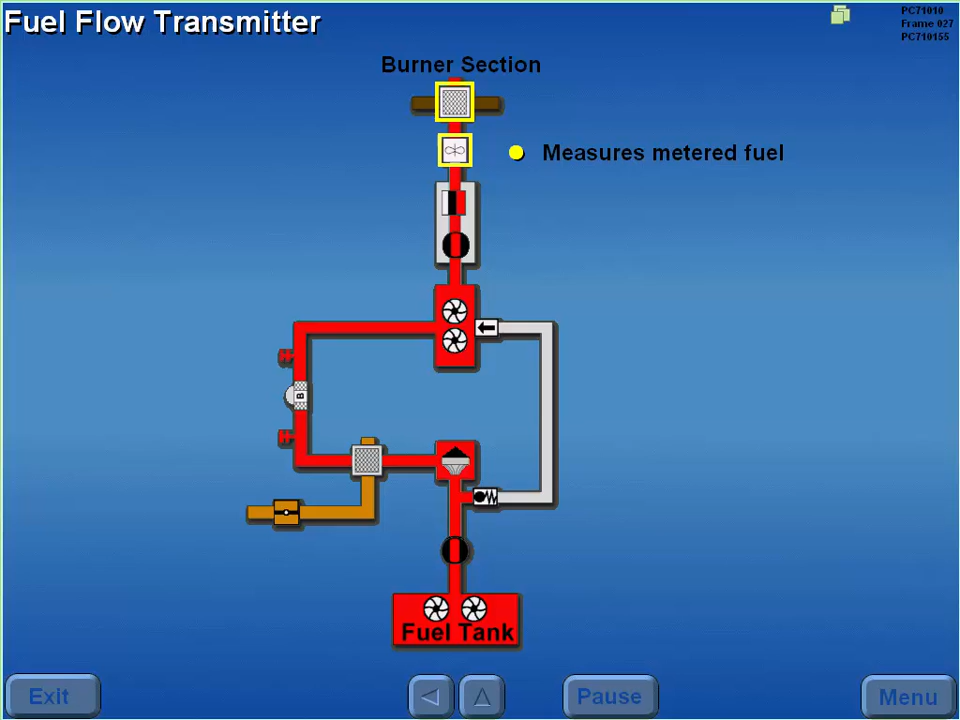 Fuel Flow Transmitter
PC71010
Frame 027
PC710155
Burner Section
Measures metered fuel
B
Fuel Tank
Exit
Pause
Menu